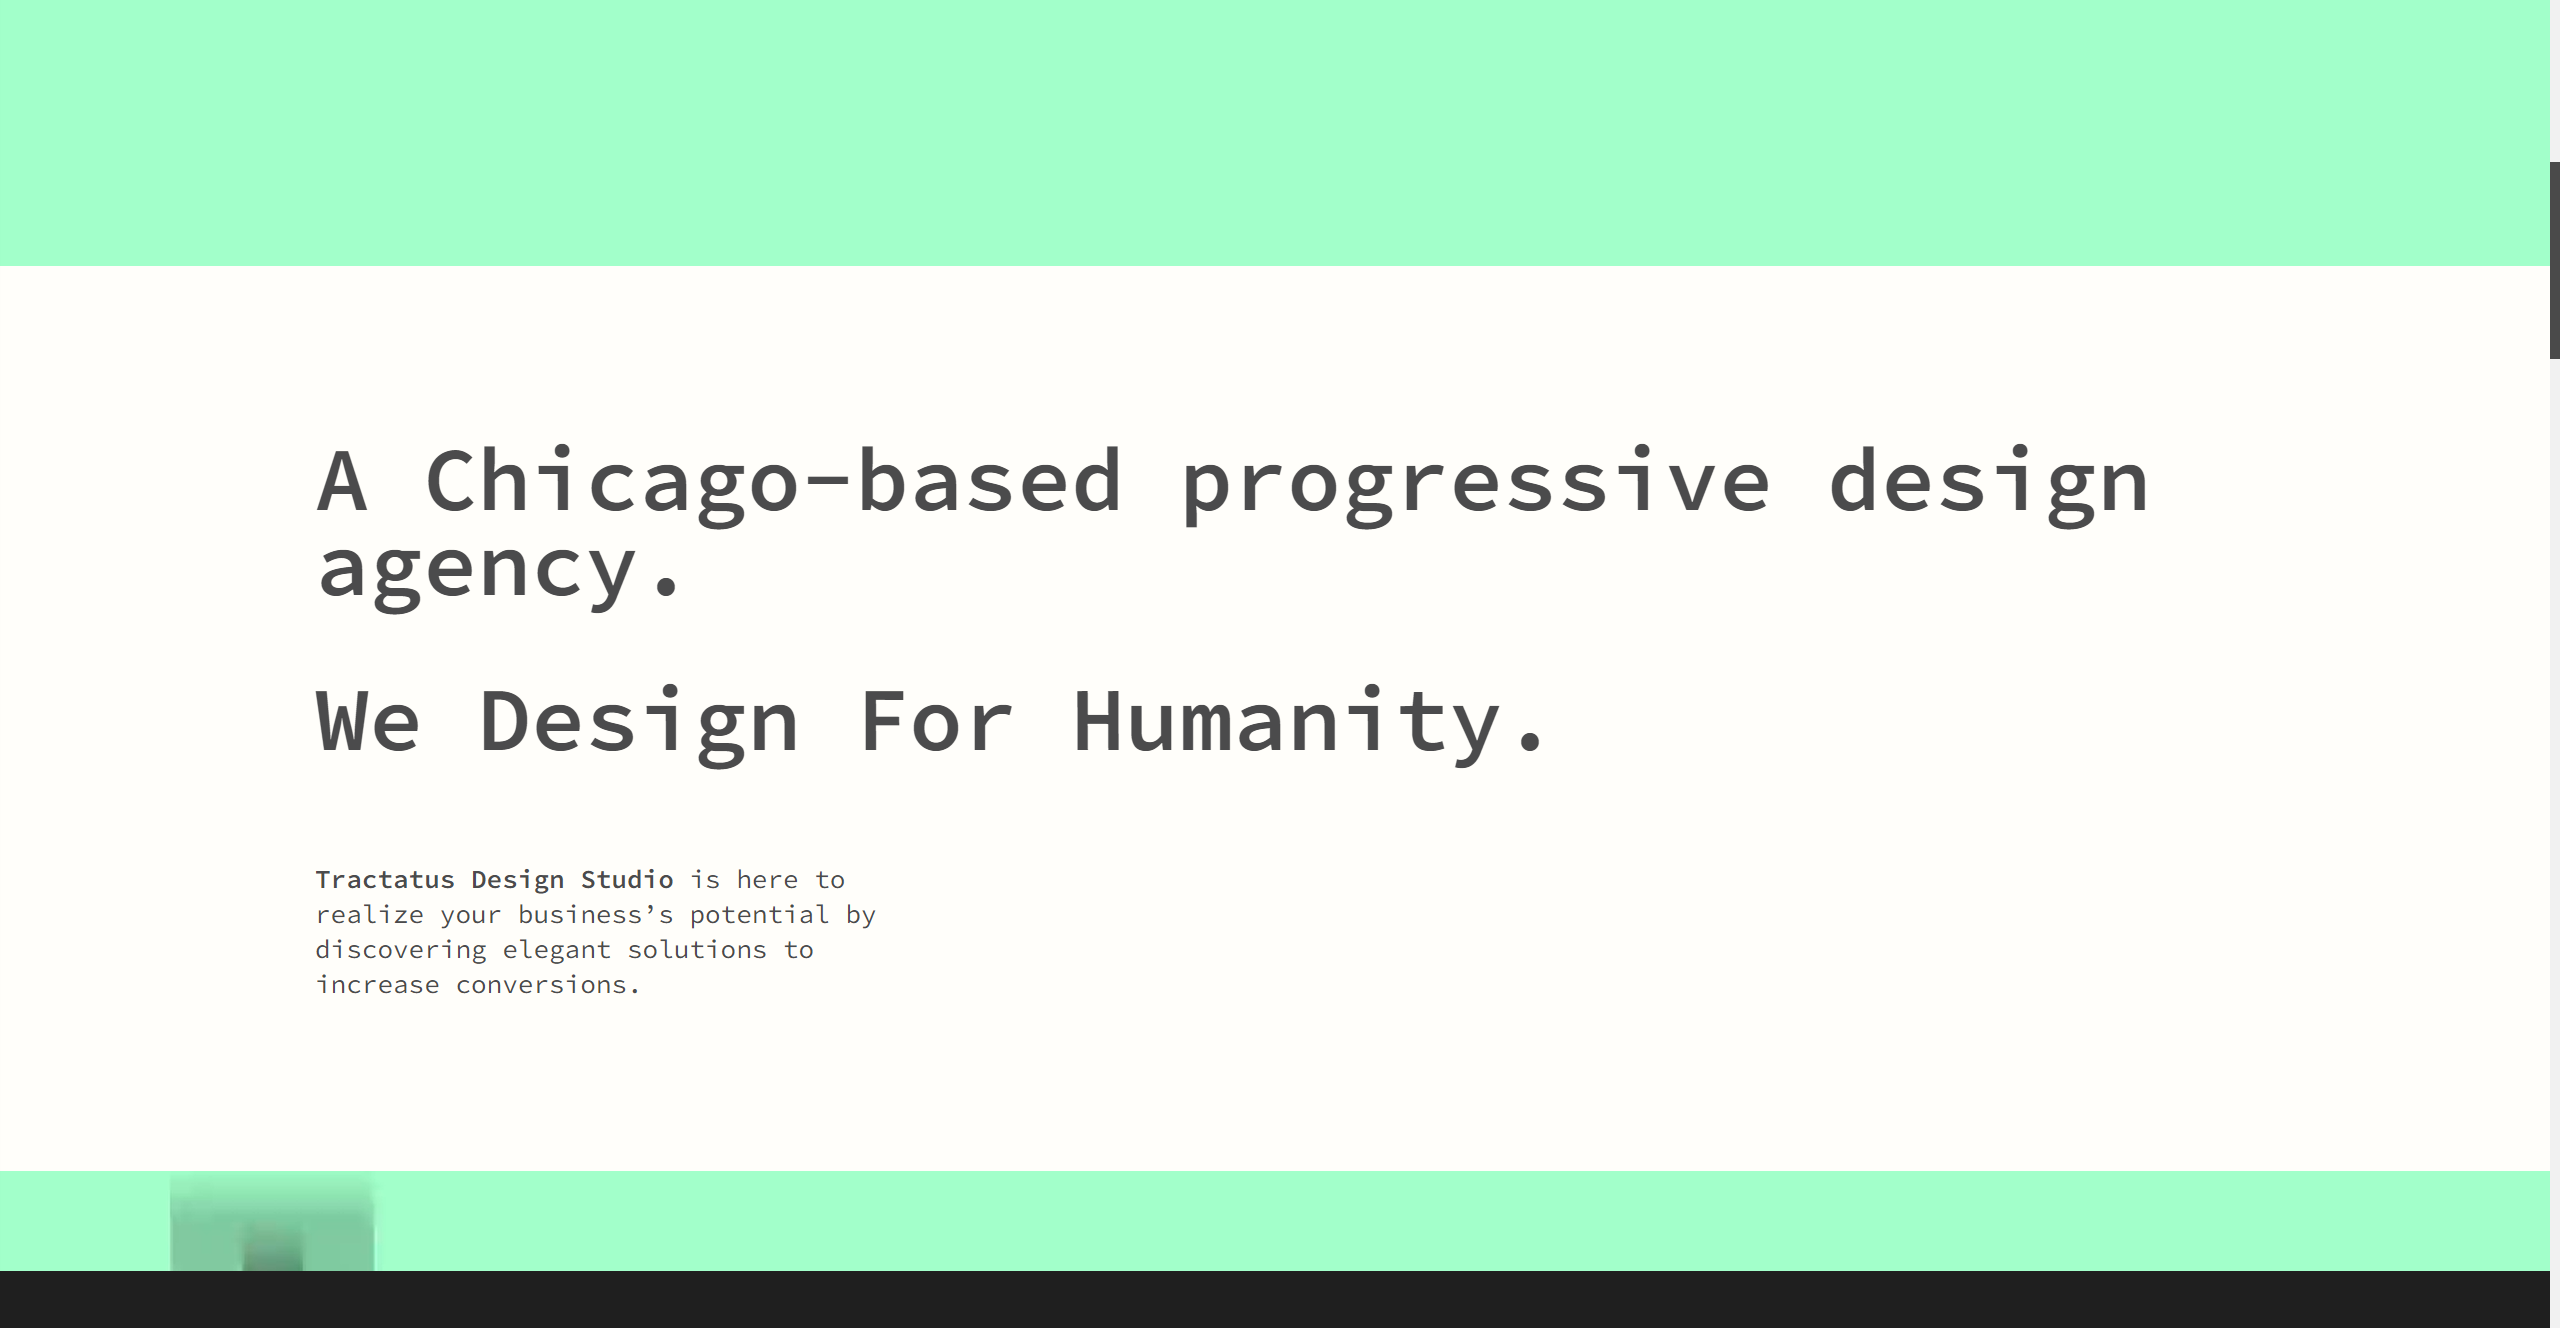 A Chicago-based progressive design
agency.
We Design For Humanity.
Tractatus Design Studio is here to
realize your business’s potential by
discovering elegant solutions to
increase conversions.